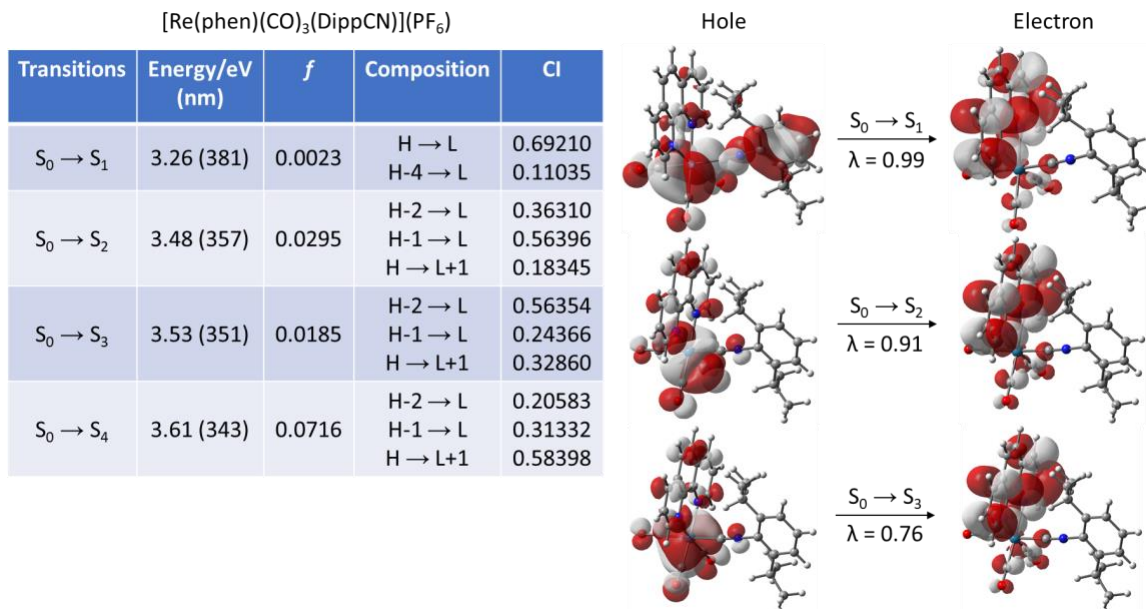 [Re(phen)(CO)₃(DippCN)](PF₆)
Hole Electron
Transitions Energy/eV (nm) f Composition CI
S₀ → S₁ 3.26 (381) 0.0023 H → L 0.69210
H-4 → L 0.11035
S₀ → S₂ 3.48 (357) 0.0295 H-2 → L 0.36310
H-1 → L 0.56396
H → L+1 0.18345
S₀ → S₃ 3.53 (351) 0.0185 H-2 → L 0.56354
H-1 → L 0.24366
H → L+1 0.32860
S₀ → S₄ 3.61 (343) 0.0716 H-2 → L 0.20583
H-1 → L 0.31332
H → L+1 0.58398
S₀ → S₁
λ = 0.99
S₀ → S₂
λ = 0.91
S₀ → S₃
λ = 0.76